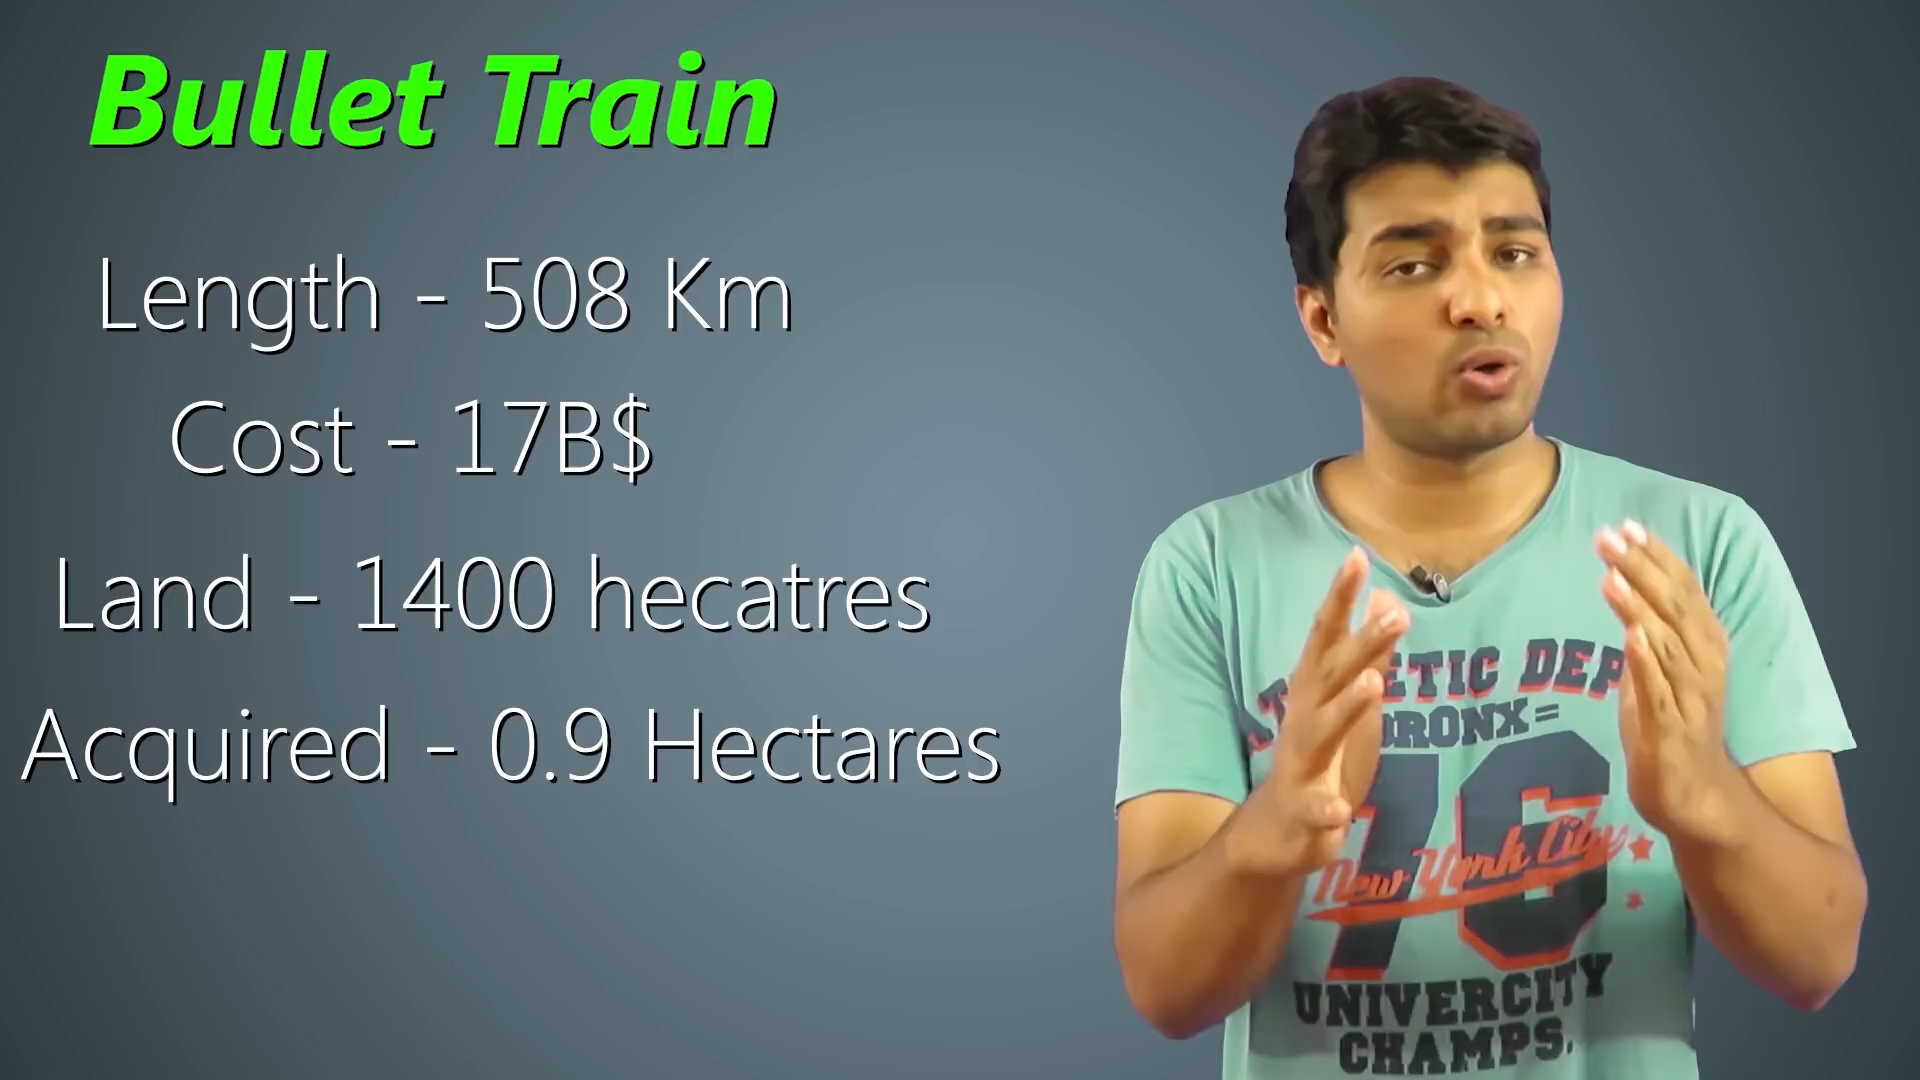 Bullet Train
Length - 508 Km
Cost - 17B$
Land - 1400 hecatres
Acquired - 0.9 Hectares
ETIC DEP
BRONX=
76
New York City
UNIVERCITY
CHAMPS.